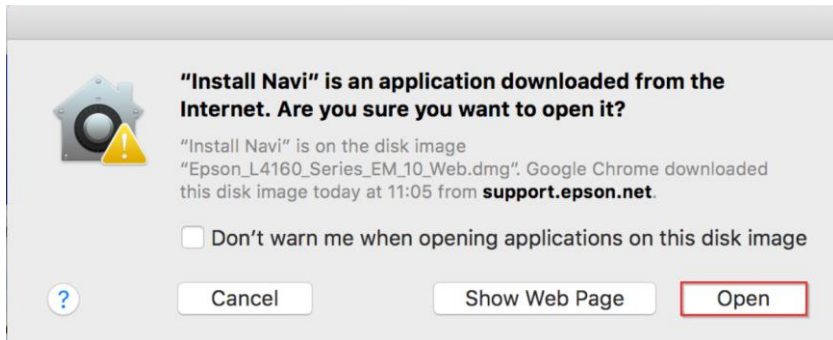 “Install Navi” is an application downloaded from the
Internet. Are you sure you want to open it?
“Install Navi” is on the disk image
“Epson_L4160_Series_EM_10_Web.dmg”. Google Chrome downloaded
this disk image today at 11:05 from support.epson.net.
Don’t warn me when opening applications on this disk image
? Cancel Show Web Page Open